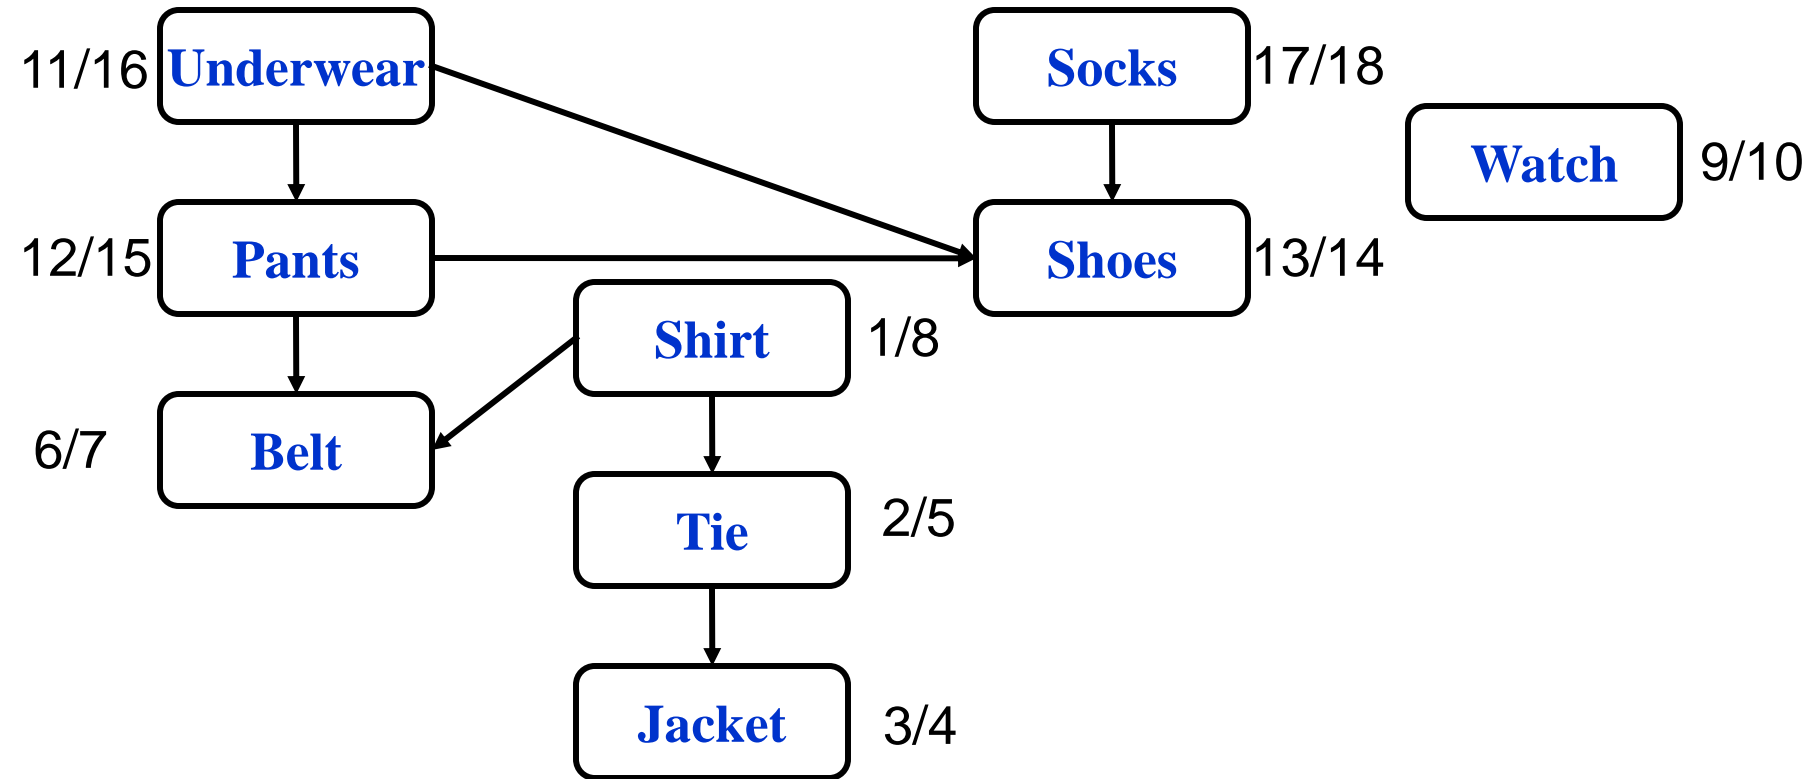 11/16 Underwear
Socks 17/18
Watch 9/10
12/15 Pants
Shoes 13/14
Shirt 1/8
6/7 Belt
Tie 2/5
Jacket 3/4